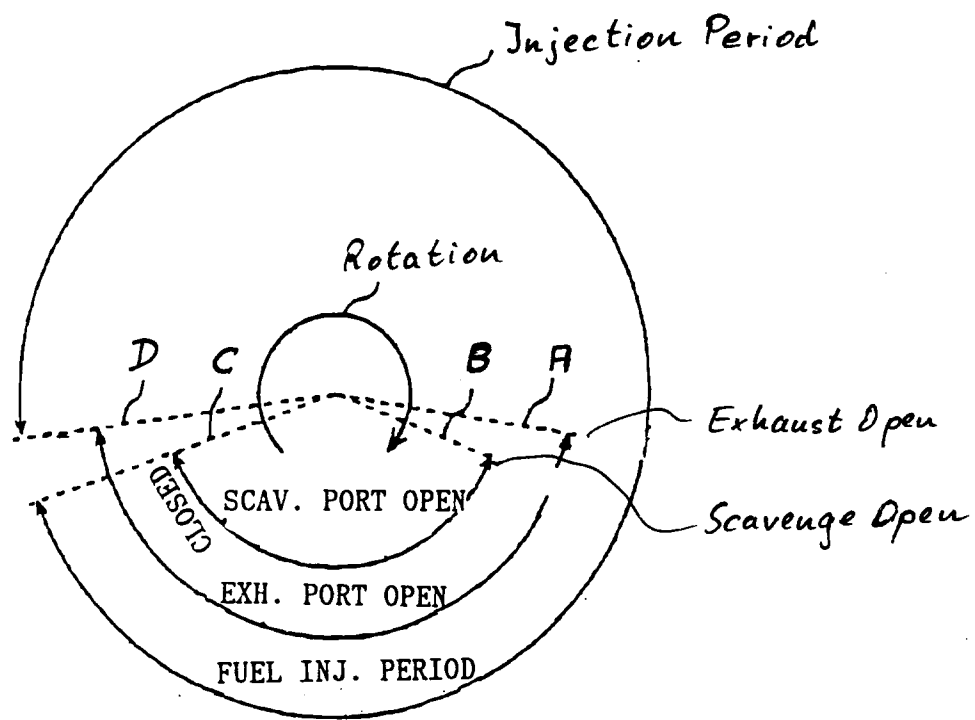 Injection Period
Rotation
D
C
B
A
Exhaust Open
Scavenge Open
CLOSED
SCAV. PORT OPEN
EXH. PORT OPEN
FUEL INJ. PERIOD